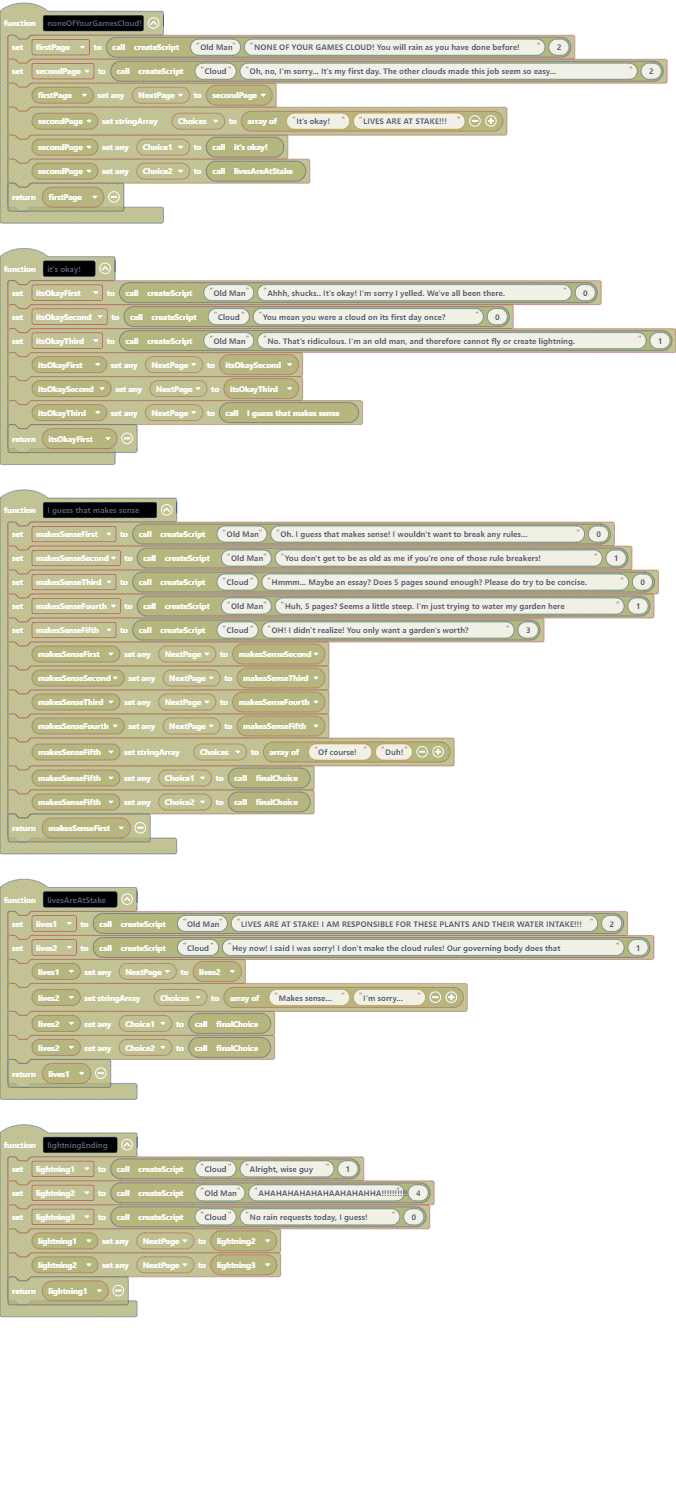 function noneOfYourGamesCloud!
set firstPage to call createScript "Old Man" "NONE OF YOUR GAMES CLOUD! You will rain as you have done before!" 2
set secondPage to call createScript "Cloud" "Oh, no, I'm sorry... It's my first day. The other clouds made this job seem so easy..." 2
firstPage set any NextPage to secondPage
secondPage set stringArray Choices to array of "It's okay!" "LIVES ARE AT STAKE!!!"
secondPage set any Choice1 to call it's okay!
secondPage set any Choice2 to call livesAreAtStake
return firstPage
function it's okay!
set itsOkayFirst to call createScript "Old Man" "Ahhh, shucks.. It's okay! I'm sorry I yelled. We've all been there." 0
set itsOkaySecond to call createScript "Cloud" "You mean you were a cloud on its first day once?" 0
set itsOkayThird to call createScript "Old Man" "No. That's ridiculous. I'm an old man, and therefore cannot fly or create lightning." 1
itsOkayFirst set any NextPage to itsOkaySecond
itsOkaySecond set any NextPage to itsOkayThird
itsOkayThird set any NextPage to call I guess that makes sense
return itsOkayFirst
function I guess that makes sense
set makesSenseFirst to call createScript "Old Man" "Oh. I guess that makes sense! I wouldn't want to break any rules..." 0
set makesSenseSecond to call createScript "Old Man" "You don't get to be as old as me if you're one of those rule breakers!" 1
set makesSenseThird to call createScript "Cloud" "Hmmm... Maybe an essay? Does 5 pages sound enough? Please do try to be concise." 0
set makesSenseFourth to call createScript "Old Man" "Huh, 5 pages? Seems a little steep. I'm just trying to water my garden here" 1
set makesSenseFifth to call createScript "Cloud" "OH! I didn't realize! You only want a garden's worth?" 3
makesSenseFirst set any NextPage to makesSenseSecond
makesSenseSecond set any NextPage to makesSenseThird
makesSenseThird set any NextPage to makesSenseFourth
makesSenseFourth set any NextPage to makesSenseFifth
makesSenseFifth set stringArray Choices to array of "Of course!" "Duh!"
makesSenseFifth set any Choice1 to call finalChoice
makesSenseFifth set any Choice2 to call finalChoice
return makesSenseFirst
function livesAreAtStake
set lives1 to call createScript "Old Man" "LIVES ARE AT STAKE! I AM RESPONSIBLE FOR THESE PLANTS AND THEIR WATER INTAKE!!!" 2
set lives2 to call createScript "Cloud" "Hey now! I said I was sorry! I don't make the cloud rules! Our governing body does that" 1
lives1 set any NextPage to lives2
lives2 set stringArray Choices to array of "Makes sense..." "I'm sorry..."
lives2 set any Choice1 to call finalChoice
lives2 set any Choice2 to call finalChoice
return lives1
function lightningEnding
set lightning1 to call createScript "Cloud" "Alright, wise guy" 1
set lightning2 to call createScript "Old Man" "AHAHAHAHAHAHAAHAHAHHA!!!!!!!!!" 4
set lightning3 to call createScript "Cloud" "No rain requests today, I guess!" 0
lightning1 set any NextPage to lightning2
lightning2 set any NextPage to lightning3
return lightning1